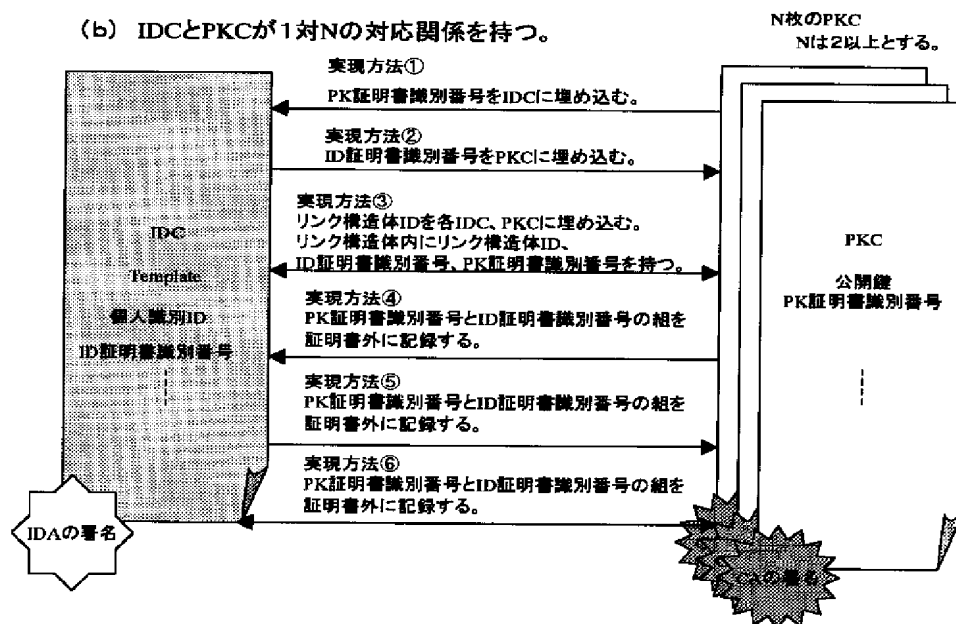 (b) IDCとPKCが1対Nの対応関係を持つ。
N枚のPKC
Nは2以上とする。
実現方法①
PK証明書識別番号をIDCに埋め込む。
実現方法②
ID証明書識別番号をPKCに埋め込む。
実現方法③
リンク構造体IDを各IDC、PKCに埋め込む。
リンク構造体内にリンク構造体ID、
ID証明書識別番号、PK証明書識別番号を持つ。
実現方法④
PK証明書識別番号とID証明書識別番号の組を
証明書外に記録する。
実現方法⑤
PK証明書識別番号とID証明書識別番号の組を
証明書外に記録する。
実現方法⑥
PK証明書識別番号とID証明書識別番号の組を
証明書外に記録する。
IDC
Template
個人識別ID
ID証明書識別番号
IDAの署名
PKC
公開鍵
PK証明書識別番号
CAの署名